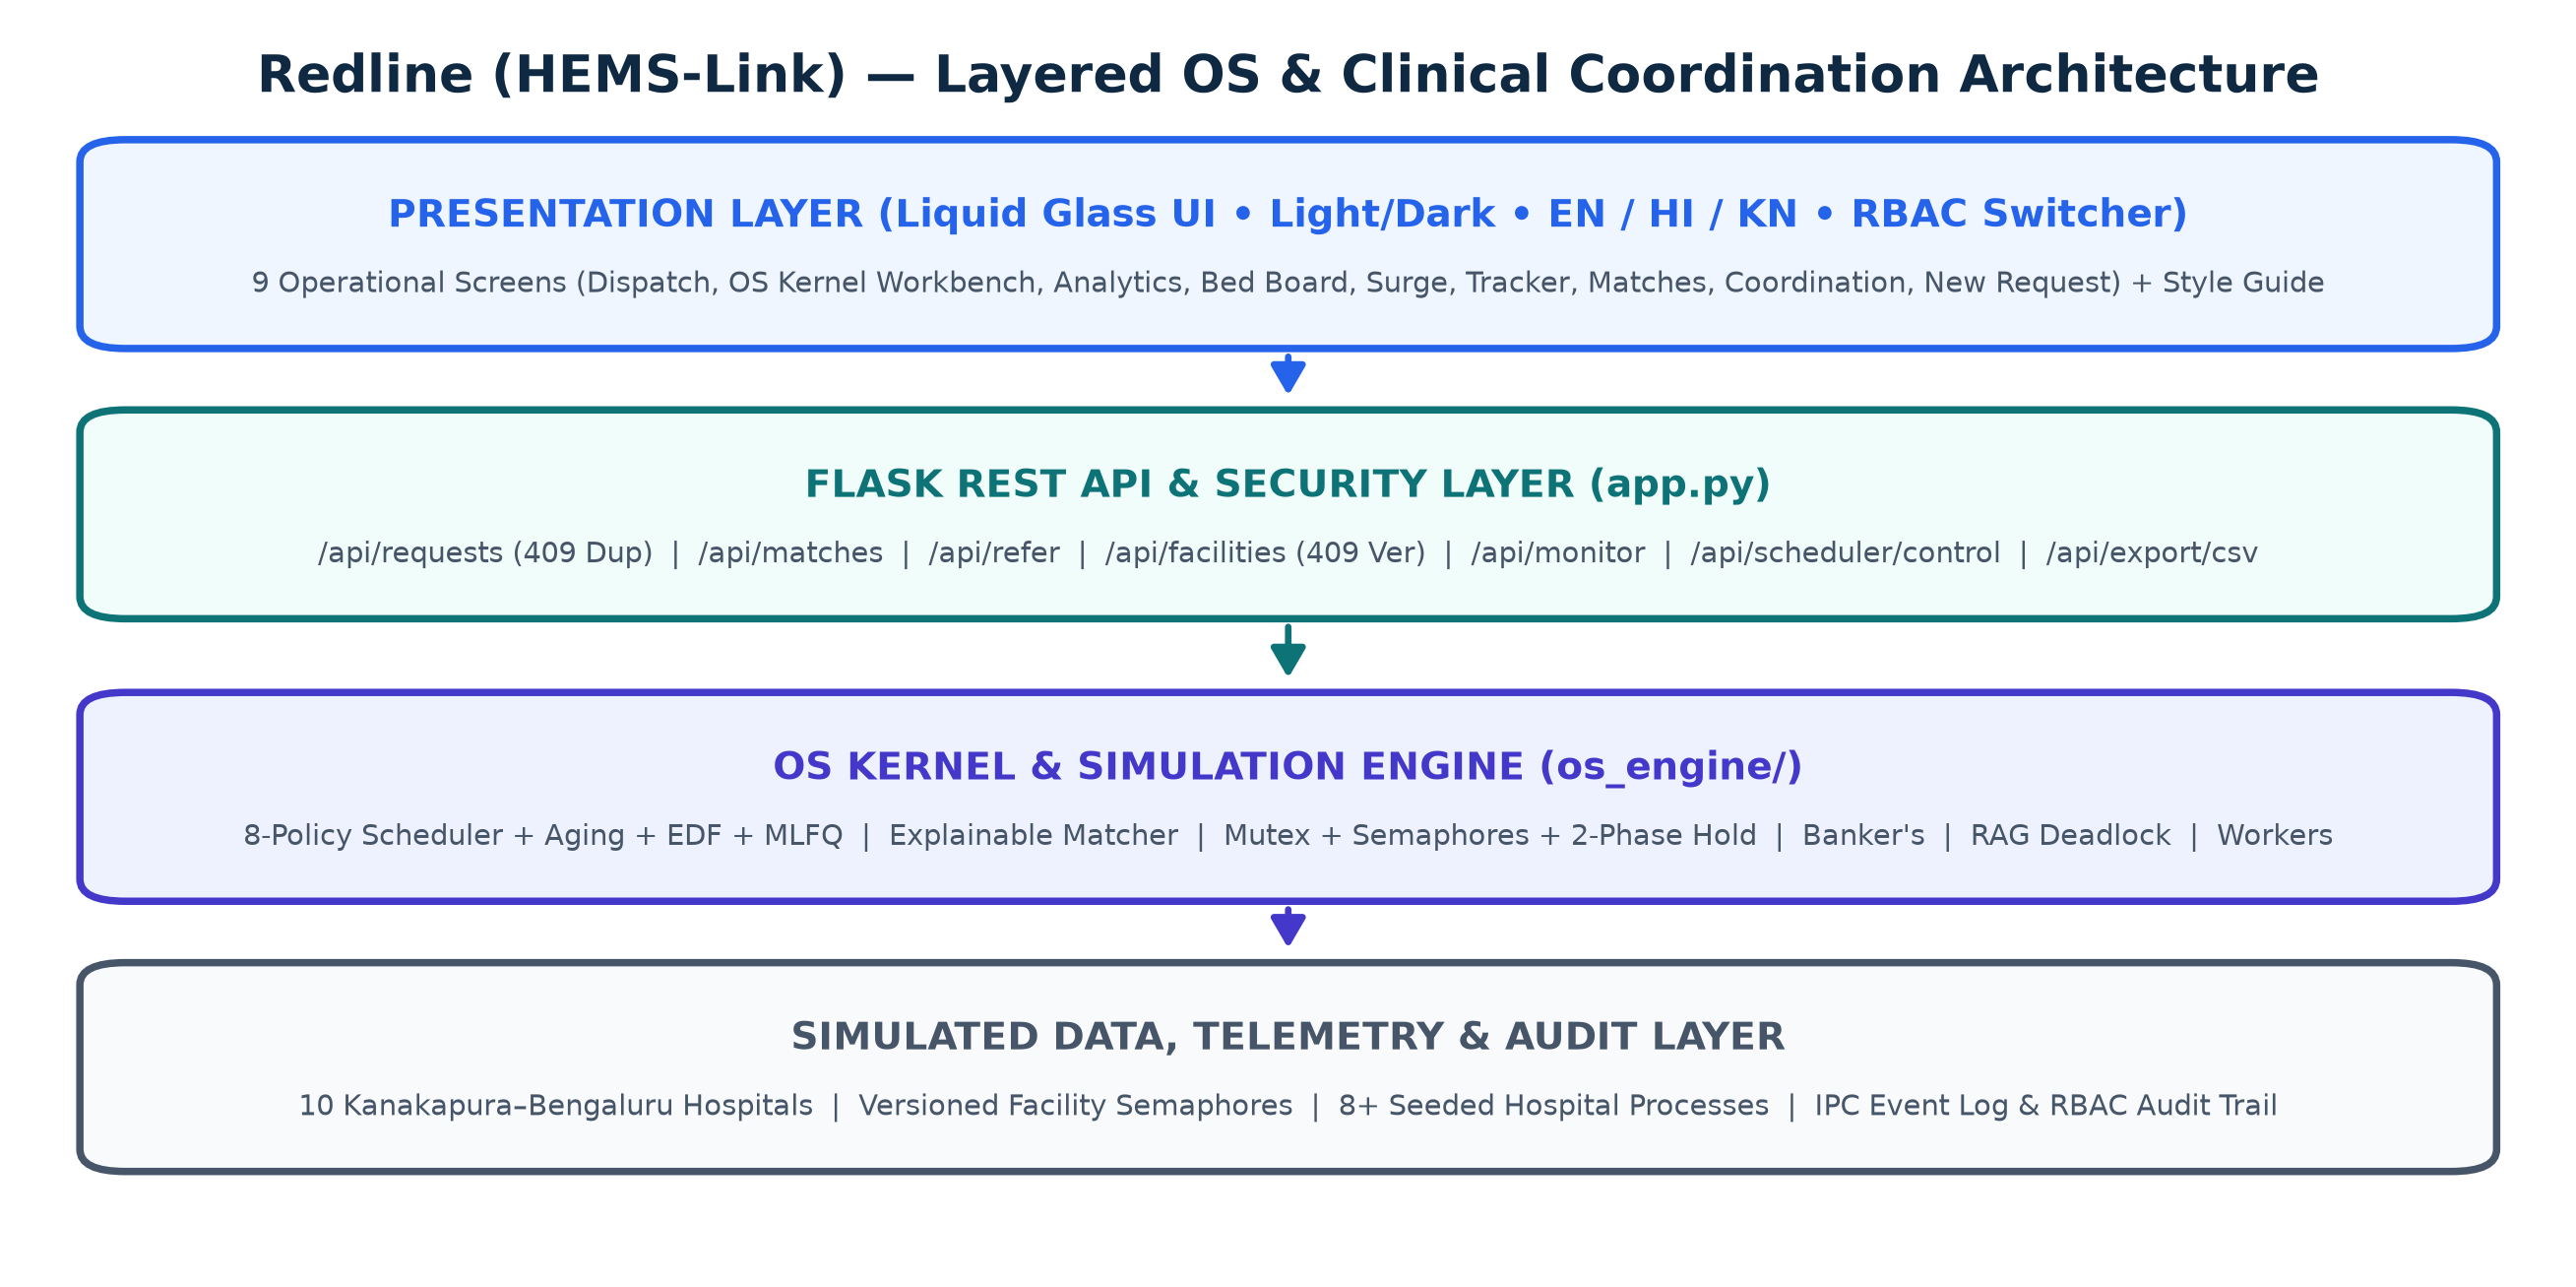 Redline (HEMS-Link) — Layered OS & Clinical Coordination Architecture
PRESENTATION LAYER (Liquid Glass UI • Light/Dark • EN / HI / KN • RBAC Switcher)
9 Operational Screens (Dispatch, OS Kernel Workbench, Analytics, Bed Board, Surge, Tracker, Matches, Coordination, New Request) + Style Guide
FLASK REST API & SECURITY LAYER (app.py)
/api/requests (409 Dup) | /api/matches | /api/refer | /api/facilities (409 Ver) | /api/monitor | /api/scheduler/control | /api/export/csv
OS KERNEL & SIMULATION ENGINE (os_engine/)
8-Policy Scheduler + Aging + EDF + MLFQ | Explainable Matcher | Mutex + Semaphores + 2-Phase Hold | Banker's | RAG Deadlock | Workers
SIMULATED DATA, TELEMETRY & AUDIT LAYER
10 Kanakapura–Bengaluru Hospitals | Versioned Facility Semaphores | 8+ Seeded Hospital Processes | IPC Event Log & RBAC Audit Trail